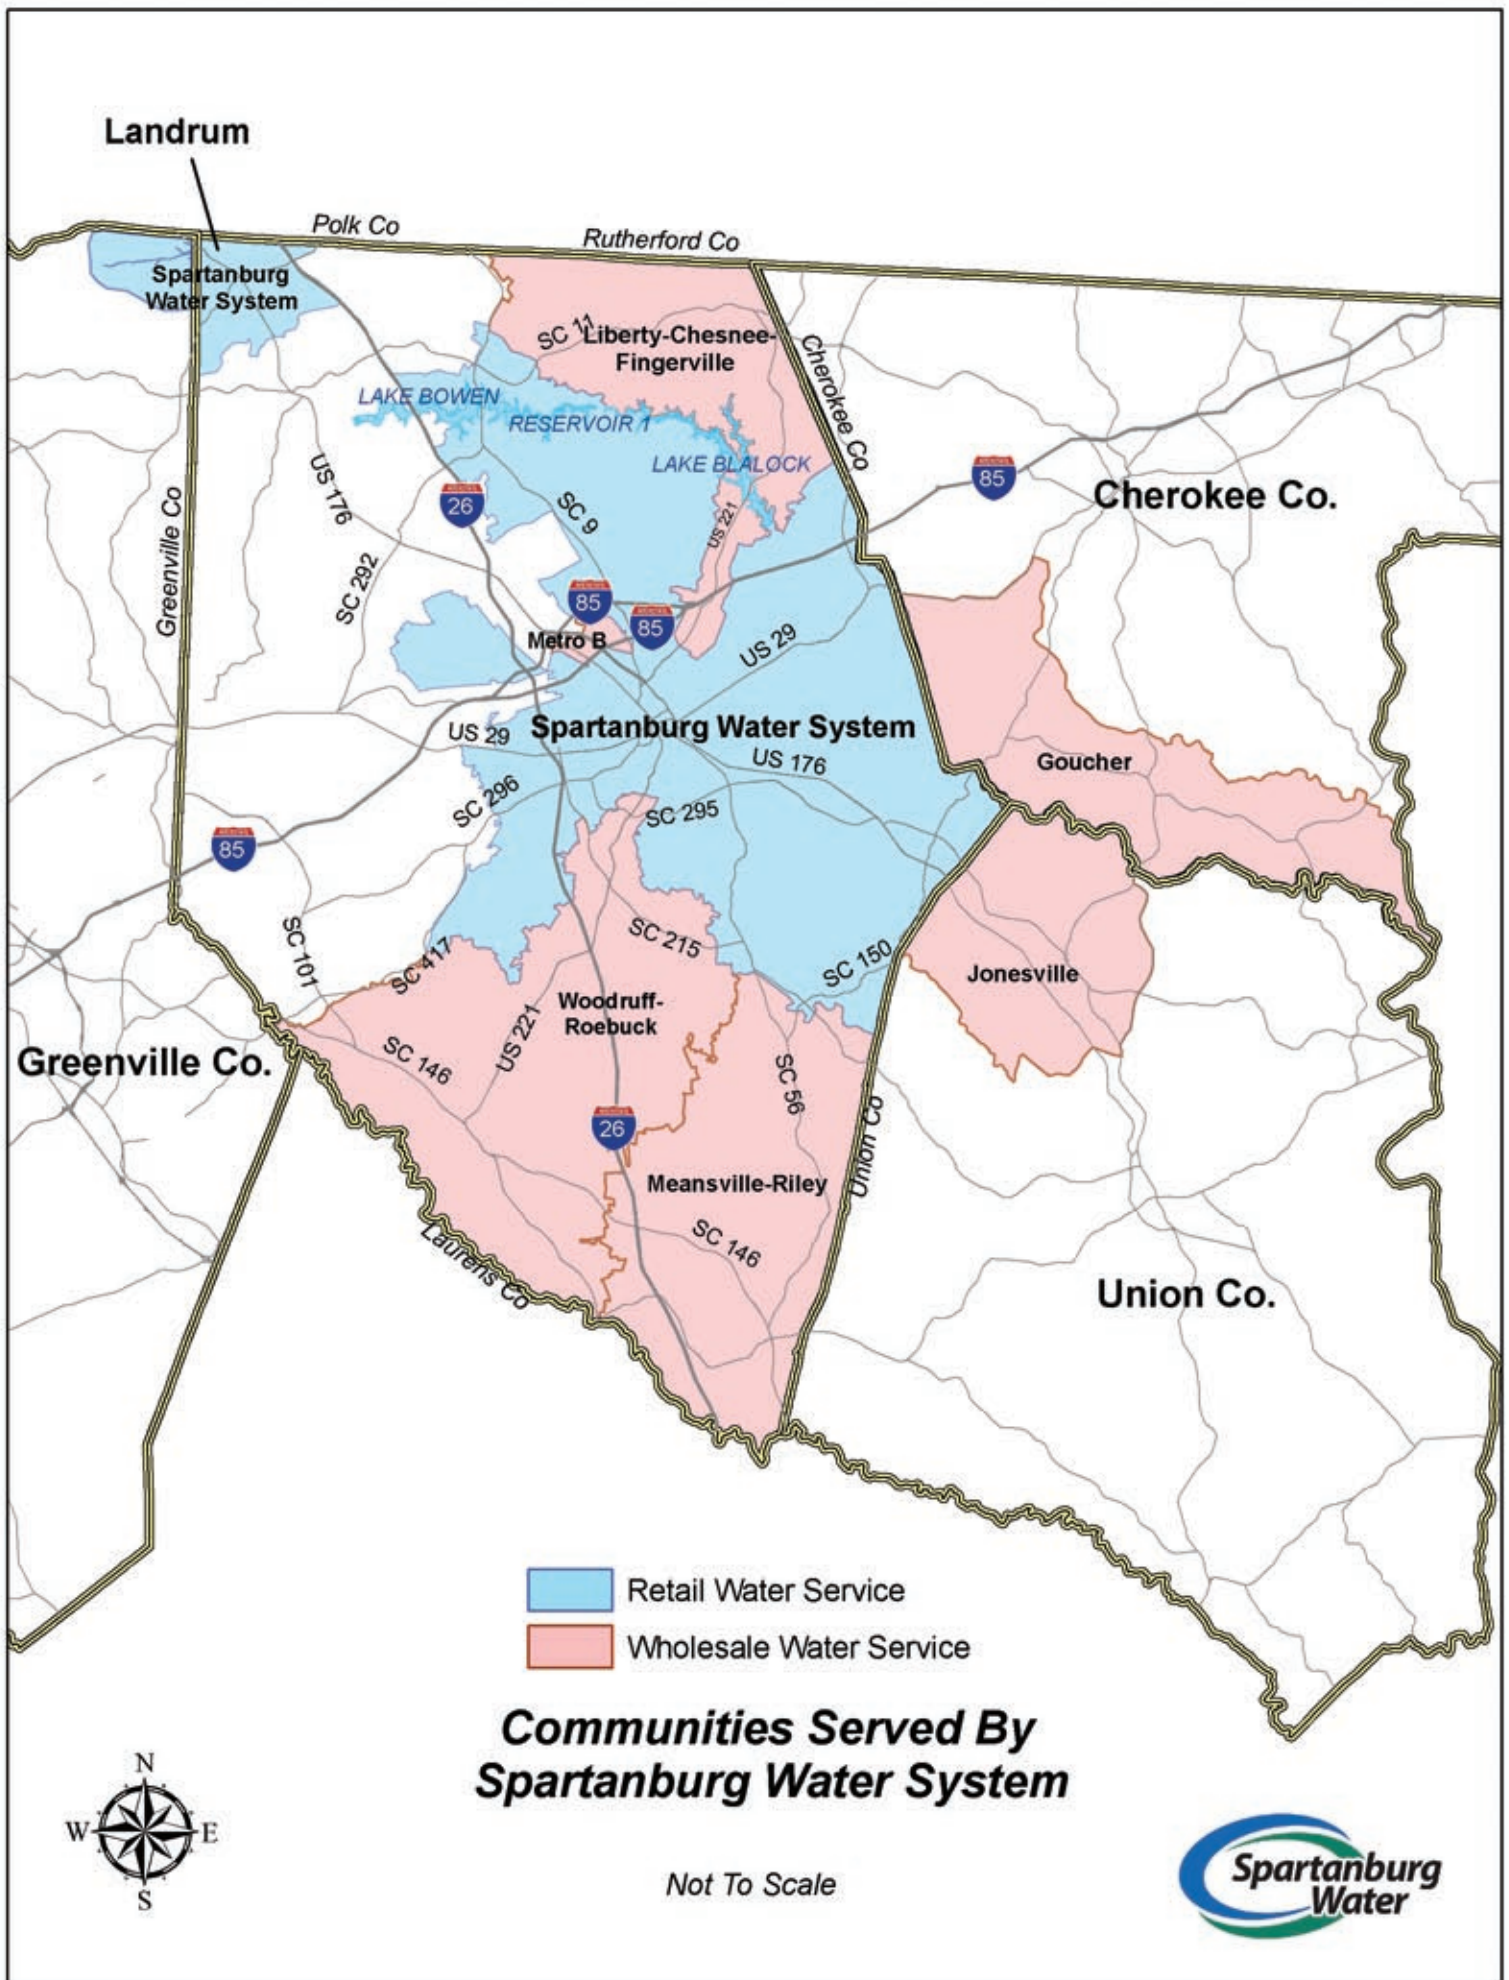 Landrum
Polk Co
Rutherford Co
Spartanburg
Water System
SC 11
Liberty-Chesnee-
Fingerville
Cherokee Co
LAKE BOWEN
RESERVOIR 1
LAKE BLALOCK
85
Cherokee Co.
US 176
26
SC 9
US 221
Greenville Co
SC 292
85
85
Metro B
US 29
US 29
Spartanburg Water System
US 176
Goucher
SC 296
SC 295
85
SC 101
SC 417
SC 215
SC 150
Jonesville
Woodruff-
Roebuck
US 221
Greenville Co.
SC 146
SC 56
26
Union Co
Meansville-Riley
SC 146
Laurens Co
Union Co.
Retail Water Service
Wholesale Water Service
Communities Served By
Spartanburg Water System
N
W
E
S
Not To Scale
Spartanburg
Water